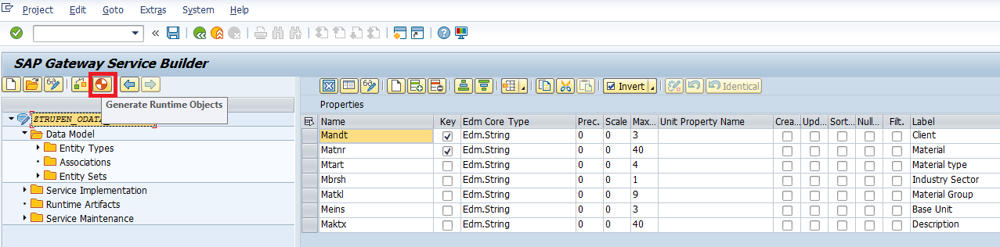 Project Edit Goto Extras System Help
«
SAP Gateway Service Builder
Invert Identical
Generate Runtime Objects
Properties
ZTRUPEN_ODATA
Data Model
Entity Types
Associations
Entity Sets
Service Implementation
Runtime Artifacts
Service Maintenance
Name Key Edm Core Type Prec. Scale Max... Unit Property Name Crea... Upd... Sort... Null... Filt. Label
Mandt Edm.String 0 0 3 Client
Matnr Edm.String 0 0 40 Material
Mtart Edm.String 0 0 4 Material type
Mbrsh Edm.String 0 0 1 Industry Sector
Matkl Edm.String 0 0 9 Material Group
Meins Edm.String 0 0 3 Base Unit
Maktx Edm.String 0 0 40 Description